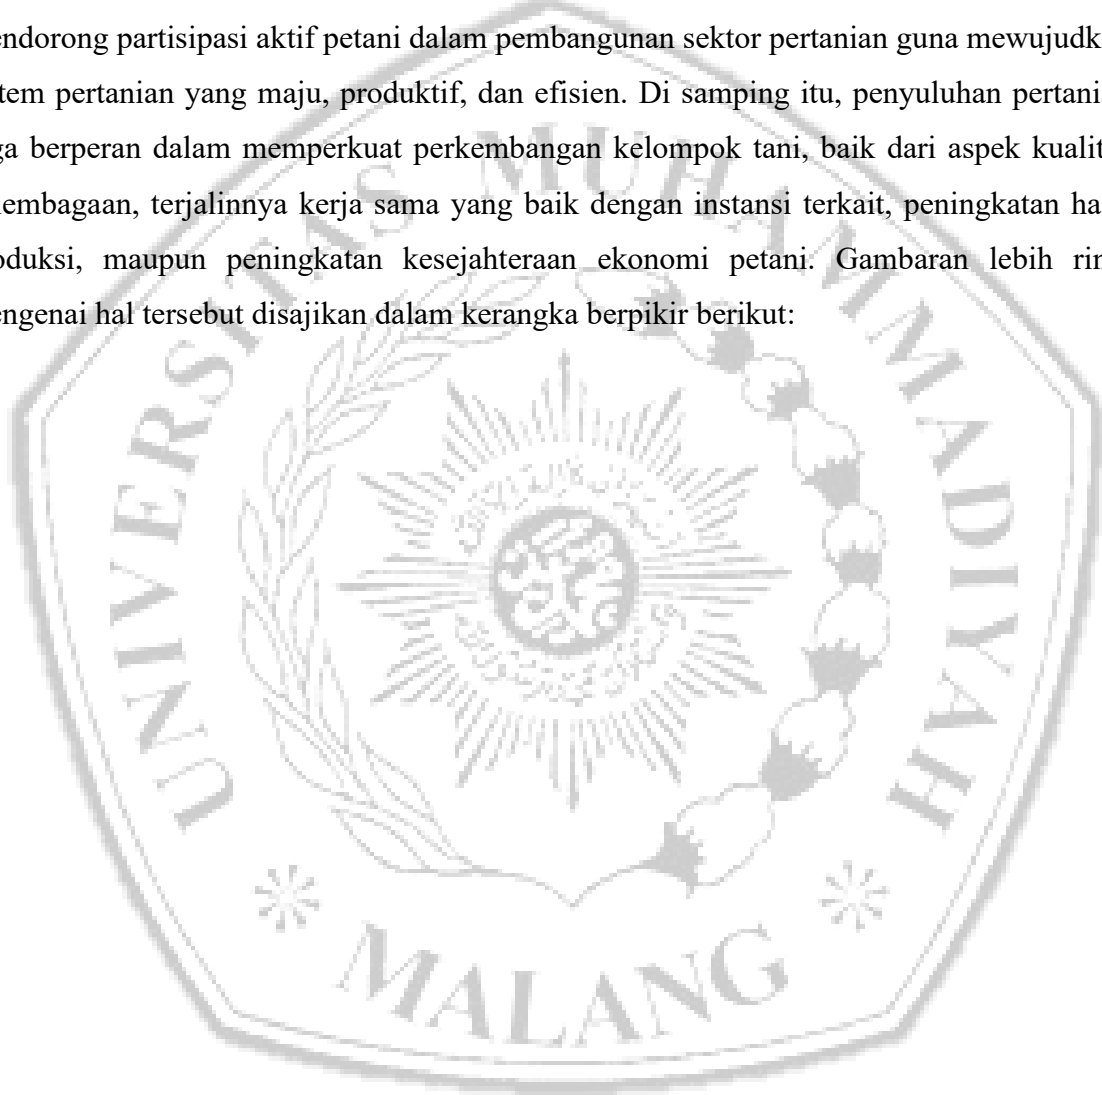 endorong partisipasi aktif petani dalam pembangunan sektor pertanian guna mewujudk
tem pertanian yang maju, produktif, dan efisien. Di samping itu, penyuluhan pertani
ga berperan dalam memperkuat perkembangan kelompok tani, baik dari aspek kualit
embagaan, terjalinnya kerja sama yang baik dengan instansi terkait, peningkatan ha
oduksi, maupun peningkatan kesejahteraan ekonomi petani. Gambaran lebih rin
engenai hal tersebut disajikan dalam kerangka berpikir berikut:
UNIVERSITAS MUHAMMADIYAH
MALANG